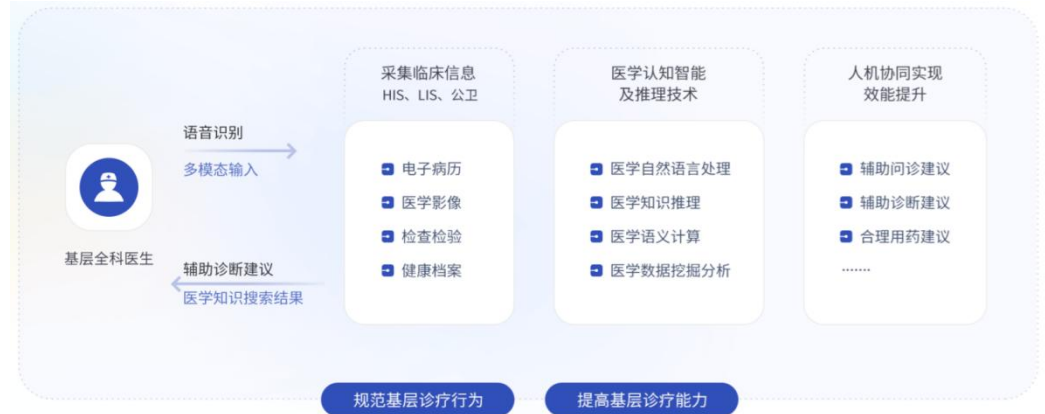 采集临床信息
HIS、LIS、公卫
医学认知智能
及推理技术
人机协同实现
效能提升
语音识别
多模态输入
基层全科医生
辅助诊断建议
医学知识搜索结果
电子病历
医学影像
检查检验
健康档案
医学自然语言处理
医学知识推理
医学语义计算
医学数据挖掘分析
辅助问诊建议
辅助诊断建议
合理用药建议
.......
规范基层诊疗行为
提高基层诊疗能力